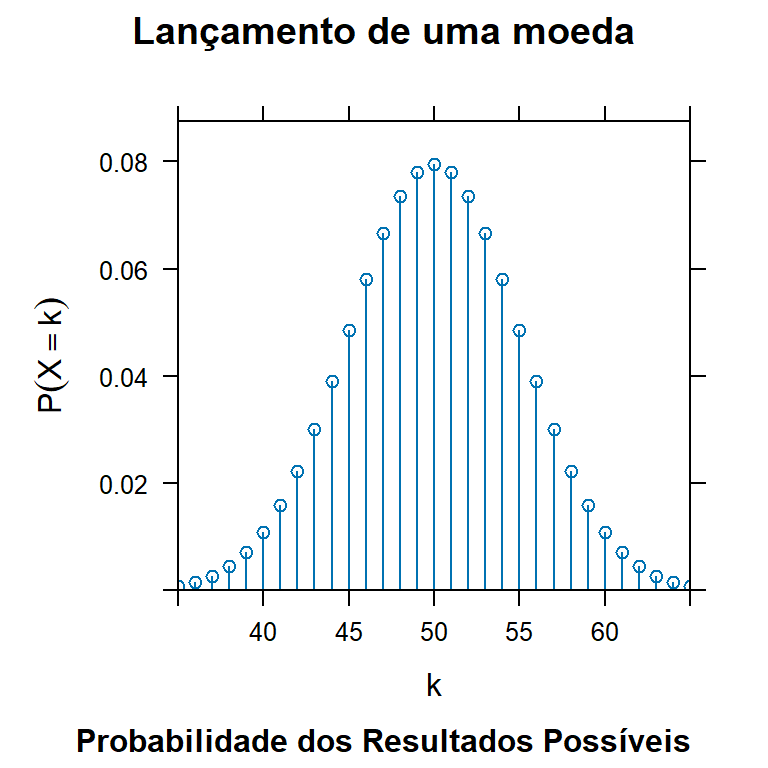 Lançamento de uma moeda
0.08
0.06
0.04
0.02
P(X = k)
40 45 50 55 60
k
Probabilidade dos Resultados Possíveis